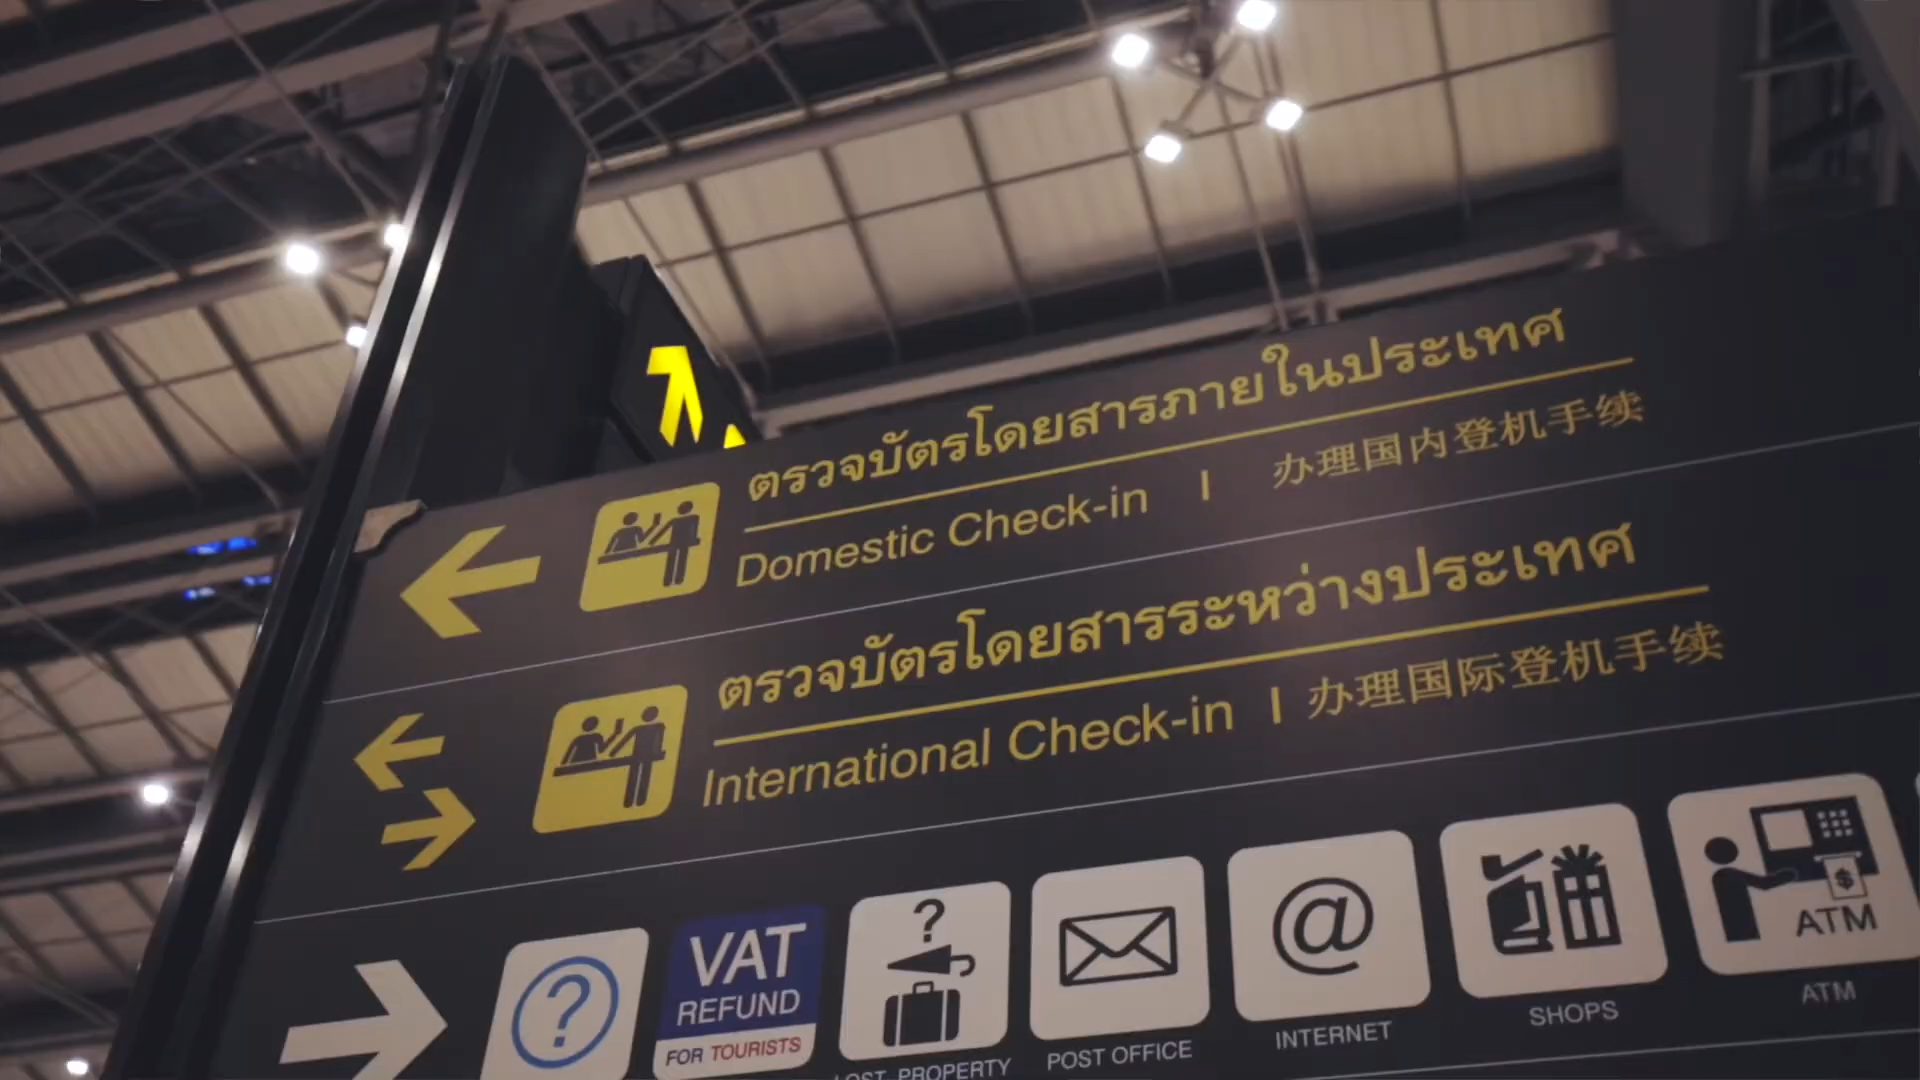 ตรวจบัตรโดยสารภายในประเทศ
Domestic Check-in | 办理国内登机手续
ตรวจบัตรโดยสารระหว่างประเทศ
International Check-in | 办理国际登机手续
?
VAT
REFUND
FOR TOURISTS
?
LOST PROPERTY
POST OFFICE
@
INTERNET
SHOPS
$
ATM
ATM